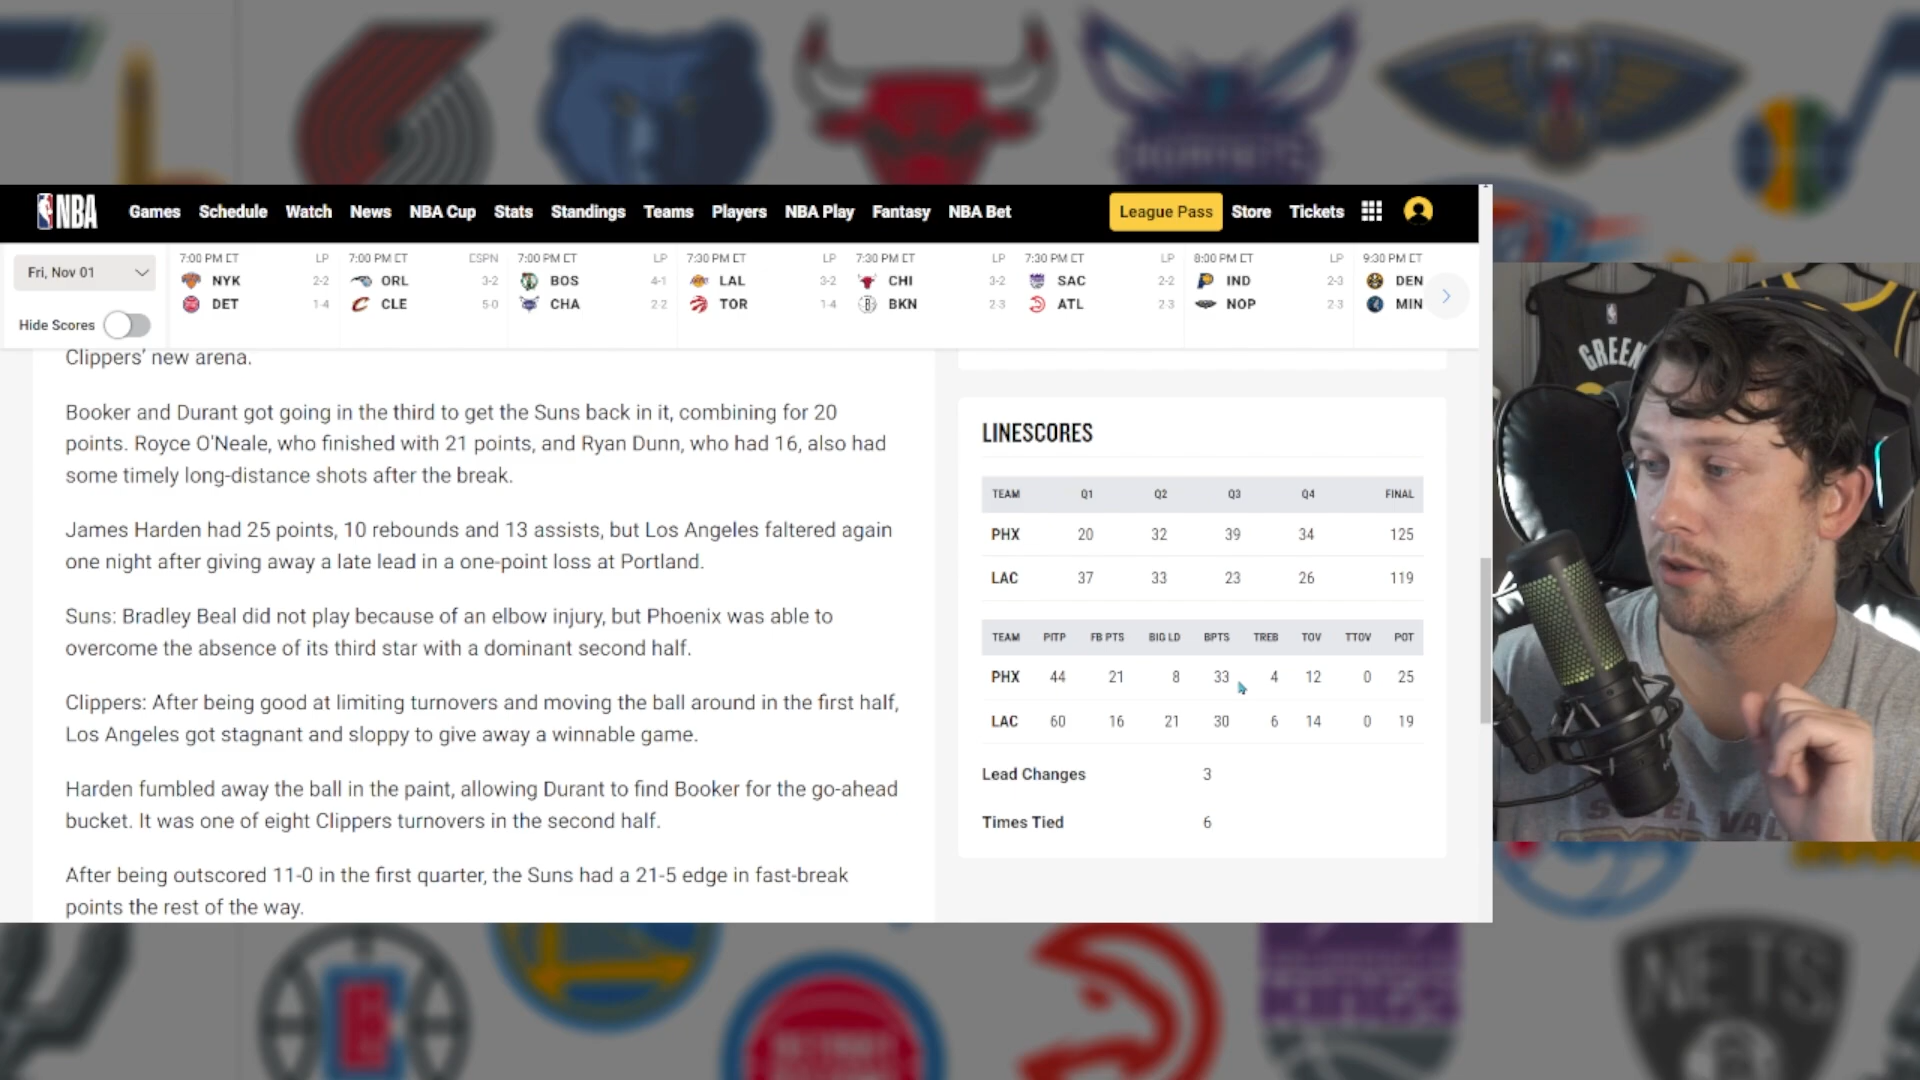 NBA Games Schedule Watch News NBA Cup Stats Standings Teams Players NBA Play Fantasy NBA Bet League Pass Store Tickets
Fri, Nov 01
Hide Scores
7:00 PM ET LP
NYK 2-2
DET 1-4
7:00 PM ET ESPN
ORL 3-2
CLE 5-0
7:00 PM ET LP
BOS 4-1
CHA 2-2
7:30 PM ET LP
LAL 3-2
TOR 1-4
7:30 PM ET LP
CHI 3-2
BKN 2-3
7:30 PM ET LP
SAC 2-2
ATL 2-3
8:00 PM ET LP
IND 2-3
NOP 2-3
9:30 PM ET
DEN
MIN
Clippers' new arena.
Booker and Durant got going in the third to get the Suns back in it, combining for 20
points. Royce O'Neale, who finished with 21 points, and Ryan Dunn, who had 16, also had
some timely long-distance shots after the break.
James Harden had 25 points, 10 rebounds and 13 assists, but Los Angeles faltered again
one night after giving away a late lead in a one-point loss at Portland.
Suns: Bradley Beal did not play because of an elbow injury, but Phoenix was able to
overcome the absence of its third star with a dominant second half.
Clippers: After being good at limiting turnovers and moving the ball around in the first half,
Los Angeles got stagnant and sloppy to give away a winnable game.
Harden fumbled away the ball in the paint, allowing Durant to find Booker for the go-ahead
bucket. It was one of eight Clippers turnovers in the second half.
After being outscored 11-0 in the first quarter, the Suns had a 21-5 edge in fast-break
points the rest of the way.
LINESCORES
TEAM Q1 Q2 Q3 Q4 FINAL
PHX 20 32 39 34 125
LAC 37 33 23 26 119
TEAM PITP FB PTS BIG LD BPTS TREB TOV TTOV POT
PHX 44 21 8 33 4 12 0 25
LAC 60 16 21 30 6 14 0 19
Lead Changes 3
Times Tied 6
GREEN
NETS